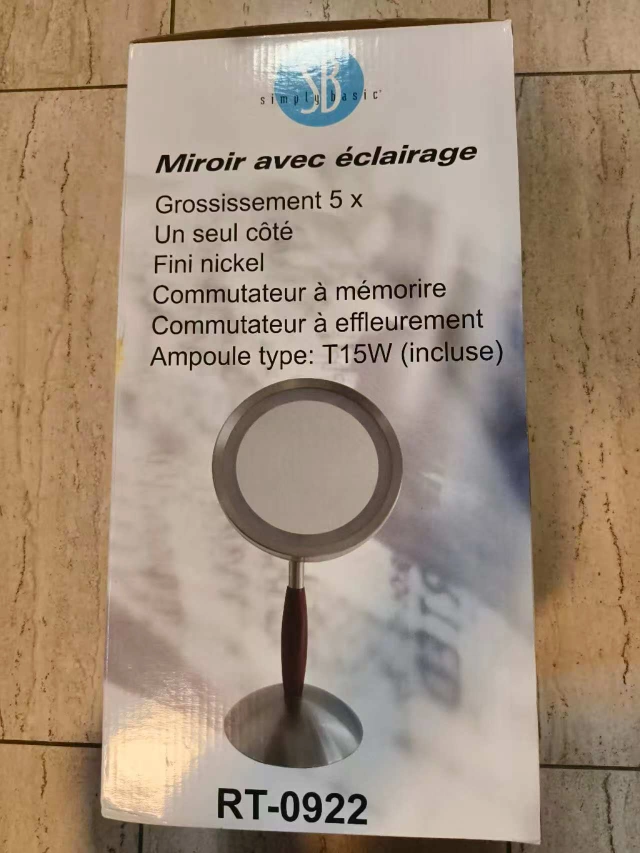 SB
simply basic
Miroir avec éclairage
Grossissement 5 x
Un seul côté
Fini nickel
Commutateur à mémorire
Commutateur à effleurement
Ampoule type: T15W (incluse)
RT-0922